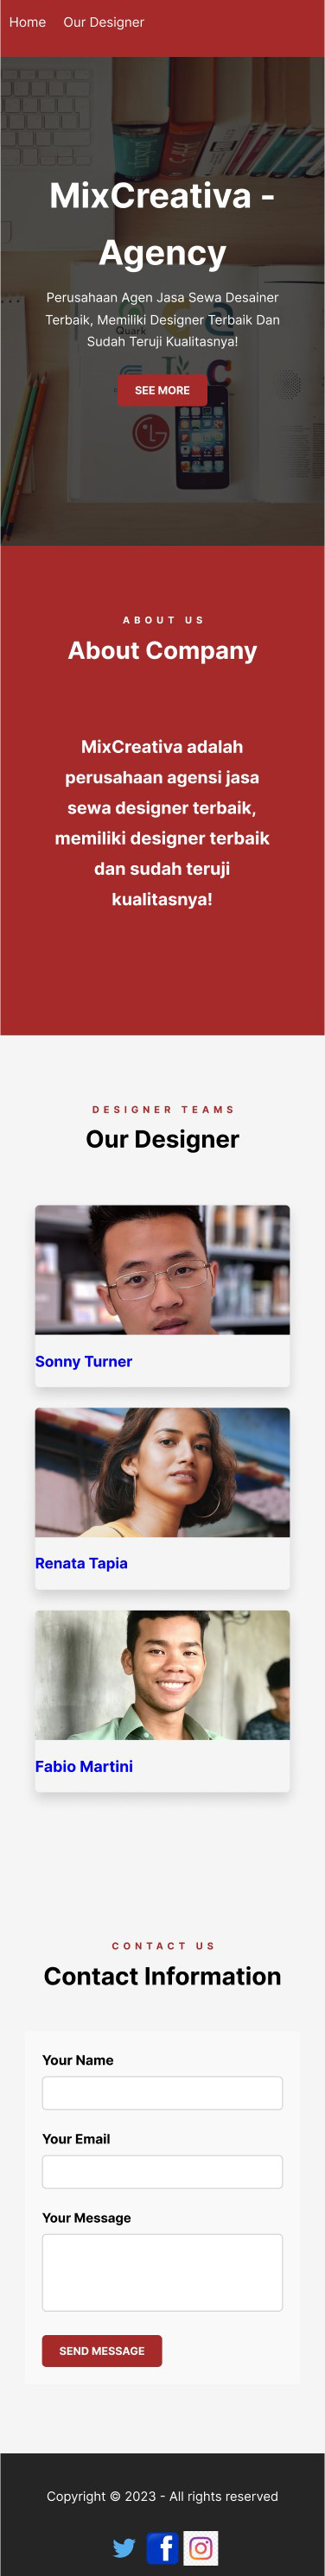 Home Our Designer
MixCreativa -
Agency
Perusahaan Agen Jasa Sewa Desainer
Terbaik, Memiliki Designer Terbaik Dan
Sudah Teruji Kualitasnya!
Quark
SEE MORE
LG
ABOUT US
About Company
MixCreativa adalah
perusahaan agensi jasa
sewa designer terbaik,
memiliki designer terbaik
dan sudah teruji
kualitasnya!
DESIGNER TEAMS
Our Designer
Sonny Turner
Renata Tapia
Fabio Martini
CONTACT US
Contact Information
Your Name
Your Email
Your Message
SEND MESSAGE
Copyright © 2023 - All rights reserved